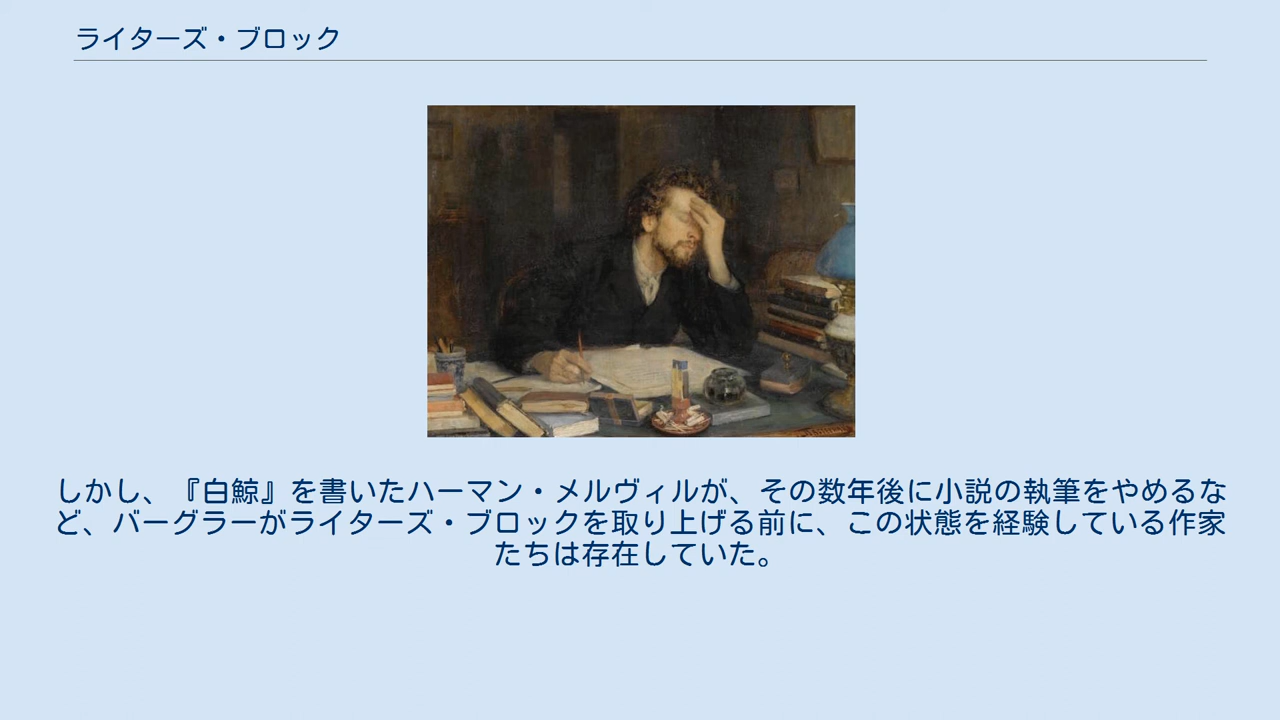 ライターズ・ブロック
しかし、『白鯨』を書いたハーマン・メルヴィルが、その数年後に小説の執筆をやめるな
ど、バーグラーがライターズ・ブロックを取り上げる前に、この状態を経験している作家
たちは存在していた。